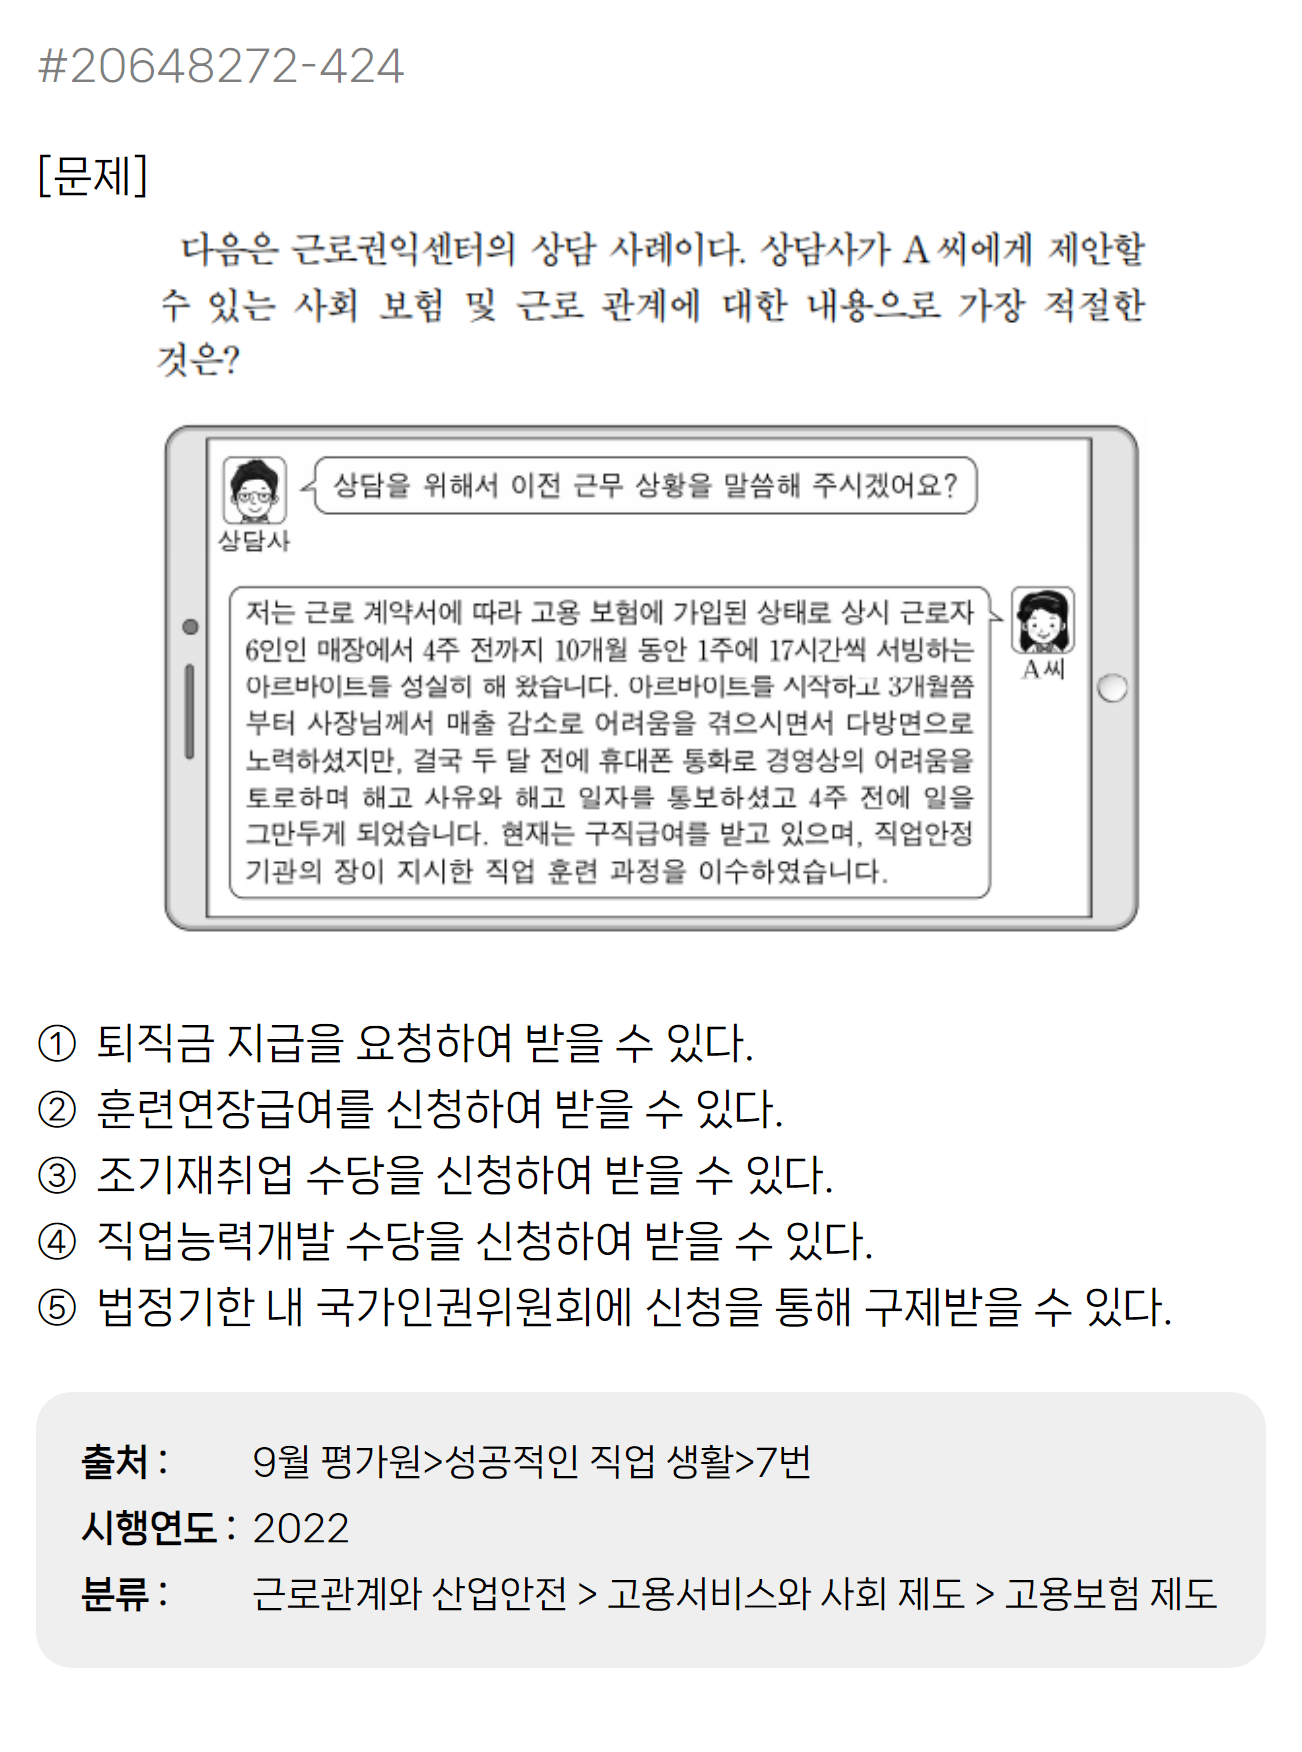 #20648272-424
[문제]
다음은 근로권익센터의 상담 사례이다. 상담사가 A 씨에게 제안할
수 있는 사회 보험 및 근로 관계에 대한 내용으로 가장 적절한
것은?
상담을 위해서 이전 근무 상황을 말씀해 주시겠어요?
상담사
저는 근로 계약서에 따라 고용 보험에 가입된 상태로 상시 근로자
6인인 매장에서 4주 전까지 10개월 동안 1주에 17시간씩 서빙하는
아르바이트를 성실히 해 왔습니다. 아르바이트를 시작하고 3개월쯤
부터 사장님께서 매출 감소로 어려움을 겪으시면서 다방면으로
노력하셨지만, 결국 두 달 전에 휴대폰 통화로 경영상의 어려움을
토로하며 해고 사유와 해고 일자를 통보하셨고 4주 전에 일을
그만두게 되었습니다. 현재는 구직급여를 받고 있으며, 직업안정
기관의 장이 지시한 직업 훈련 과정을 이수하였습니다.
A 씨
① 퇴직금 지급을 요청하여 받을 수 있다.
② 훈련연장급여를 신청하여 받을 수 있다.
③ 조기재취업 수당을 신청하여 받을 수 있다.
④ 직업능력개발 수당을 신청하여 받을 수 있다.
⑤ 법정기한 내 국가인권위원회에 신청을 통해 구제받을 수 있다.
출처 : 9월 평가원>성공적인 직업 생활>7번
시행연도 : 2022
분류 : 근로관계와 산업안전 > 고용서비스와 사회 제도 > 고용보험 제도